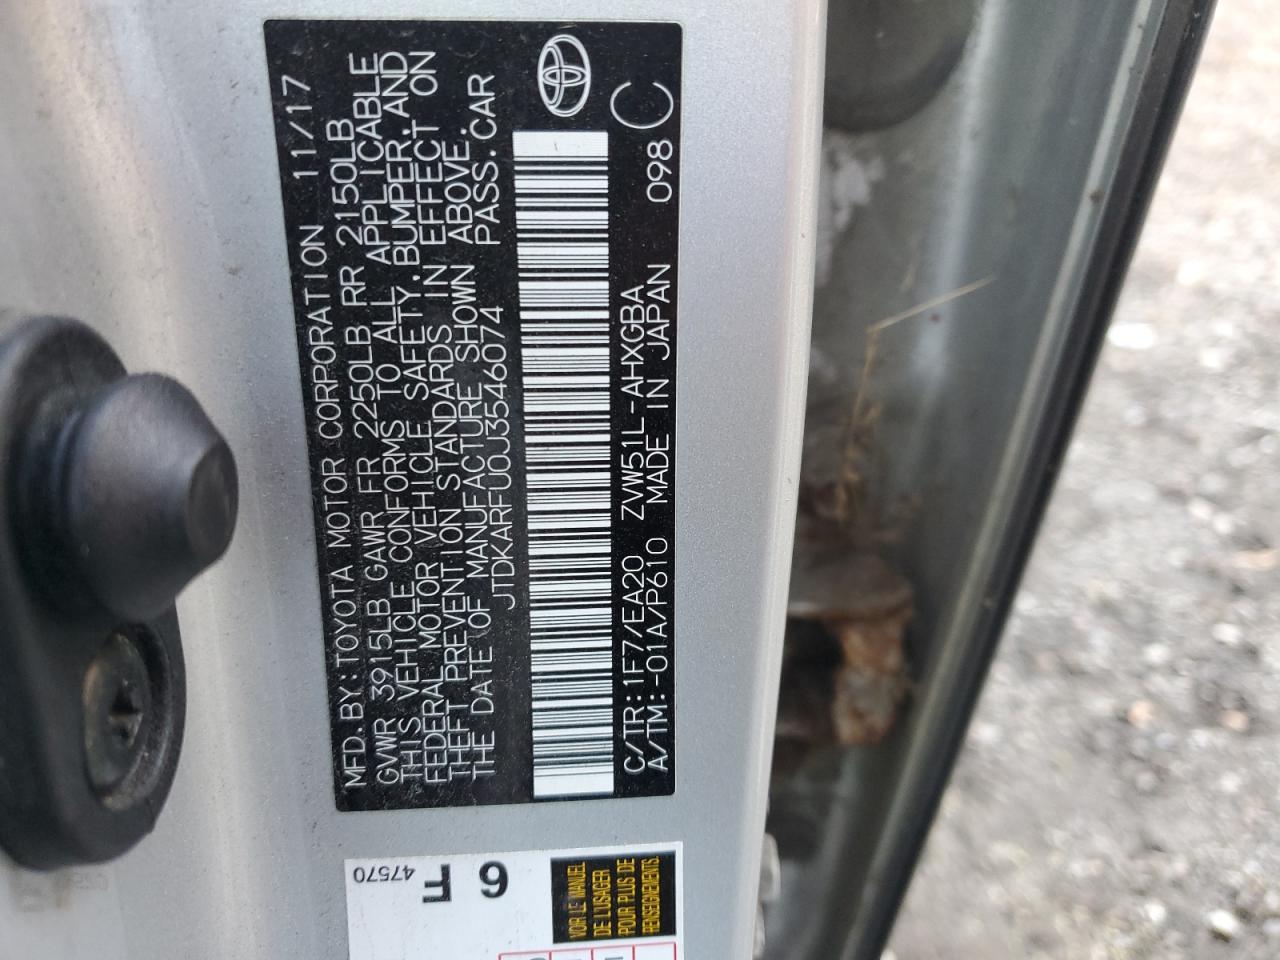 MFD.BY:TOYOTA MOTOR CORPORATION 11/17
GVWR 3915LB GAWR FR 2250LB RR 2150LB
THIS VEHICLE CONFORMS TO ALL APPLICABLE
FEDERAL MOTOR VEHICLE SAFETY,BUMPER,AND
THEFT PREVENTION STANDARDS IN EFFECT ON
THE DATE OF MANUFACTURE SHOWN ABOVE.
JTDKARFU0J3546074 PASS.CAR
C/TR:1F7/EA20 ZVW51L-AHXGBA
A/TM:-01A/P610 MADE IN JAPAN 098 C
47570
6
VOIR LE MANUEL
DE L'USAGER
POUR PLUS DE
RENSEIGNEMENTS.